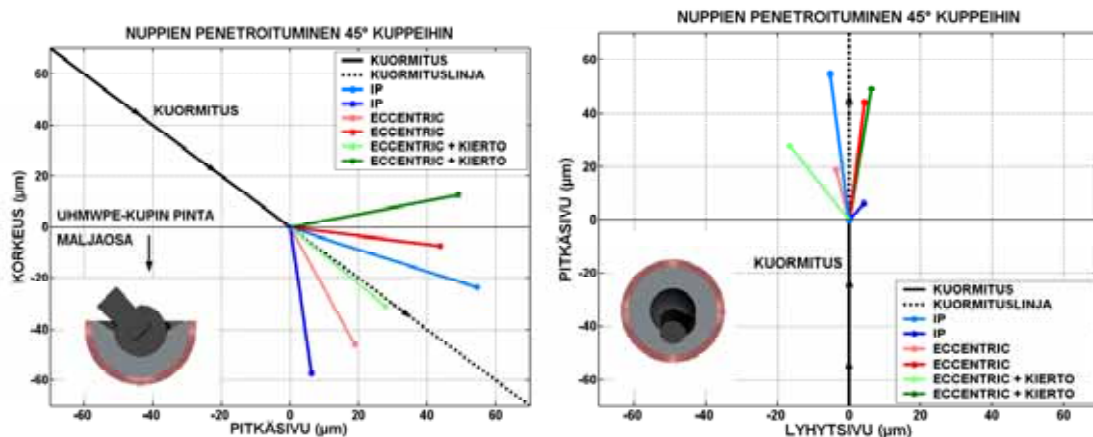 NUPPIEN PENETROITUMINEN 45° KUPPEIHIN
60
40
20
0
-20
-40
-60
KORKEUS (µm)
KUORMITUS
UHMWPE-KUPIN PINTA
MALJAOSA
KUORMITUS
KUORMITUSLINJA
IP
IP
ECCENTRIC
ECCENTRIC
ECCENTRIC + KIERTO
ECCENTRIC + KIERTO
-60 -40 -20 0 20 40 60
PITKÄSIVU (µm)
NUPPIEN PENETROITUMINEN 45° KUPPEIHIN
60
40
20
0
-20
-40
-60
PITKÄSIVU (µm)
KUORMITUS
KUORMITUS
KUORMITUSLINJA
IP
IP
ECCENTRIC
ECCENTRIC
ECCENTRIC + KIERTO
ECCENTRIC + KIERTO
-60 -40 -20 0 20 40 60
LYHYTSIVU (µm)